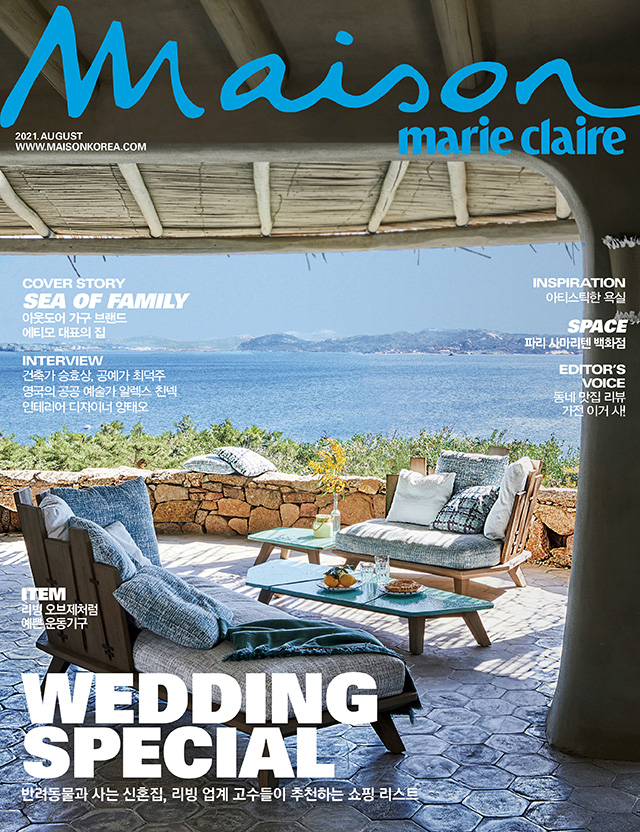 Maison
marie claire
2021. AUGUST
WWW.MAISONKOREA.COM
COVER STORY
SEA OF FAMILY
아웃도어 가구 브랜드
에티모 대표의 집
INTERVIEW
건축가 승효상, 공예가 최덕주
영국의 공공 예술가 알렉스 친넥
인테리어 디자이너 양태오
INSPIRATION
아티스틱한 욕실
SPACE
파리 사마리텐 백화점
EDITOR'S
VOICE
동네 맛집 리뷰
가전 이거 사!
ITEM
리빙 오브제처럼
예쁜 운동기구
WEDDING
SPECIAL
반려동물과 사는 신혼집, 리빙 업계 고수들이 추천하는 쇼핑 리스트